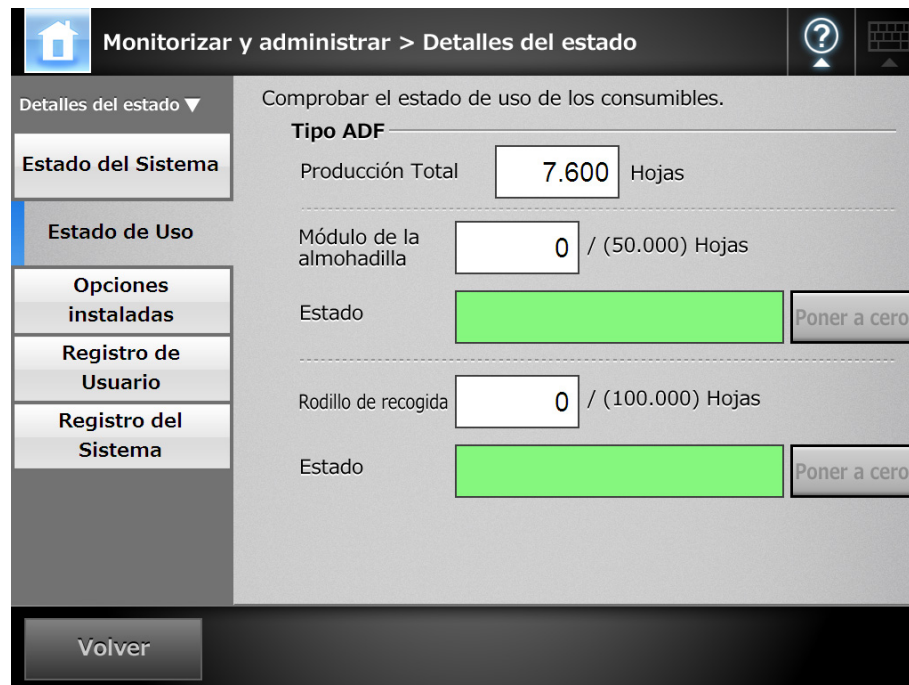 Monitorizar y administrar > Detalles del estado
?
Detalles del estado ▼
Estado del Sistema
Estado de Uso
Opciones
instaladas
Registro de
Usuario
Registro del
Sistema
Comprobar el estado de uso de los consumibles.
Tipo ADF
Producción Total 7.600 Hojas
Módulo de la
almohadilla 0 / (50.000) Hojas
Estado Poner a cero
Rodillo de recogida 0 / (100.000) Hojas
Estado Poner a cero
Volver